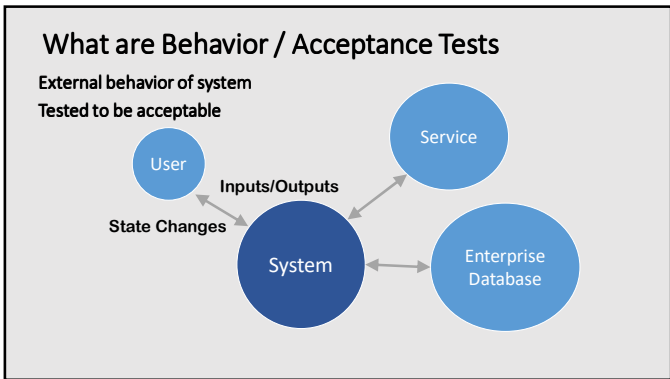 What are Behavior / Acceptance Tests
External behavior of system
Tested to be acceptable
User
Service
Inputs/Outputs
State Changes
System
Enterprise
Database